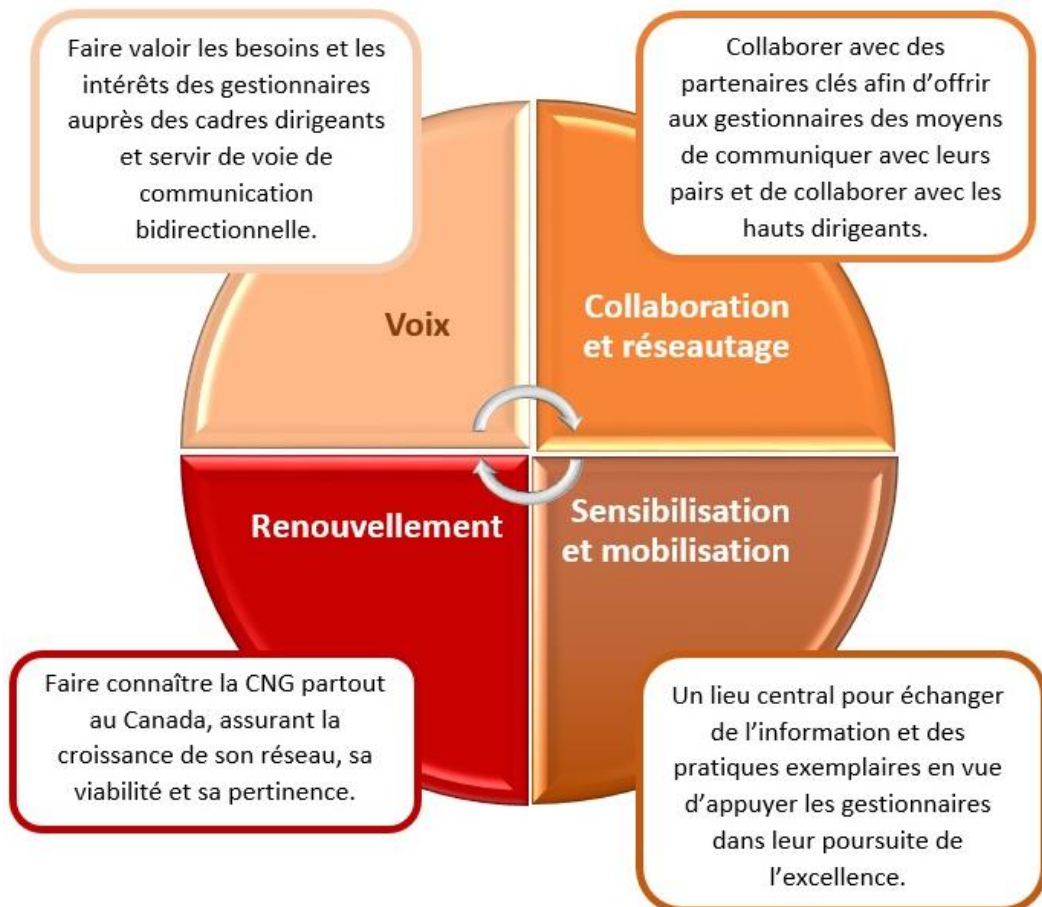 Faire valoir les besoins et les
intérêts des gestionnaires
auprès des cadres dirigeants
et servir de voie de
communication
bidirectionnelle.
Collaborer avec des
partenaires clés afin d’offrir
aux gestionnaires des moyens
de communiquer avec leurs
pairs et de collaborer avec les
hauts dirigeants.
Voix
Collaboration
et réseautage
Renouvellement
Sensibilisation
et mobilisation
Faire connaître la CNG partout
au Canada, assurant la
croissance de son réseau, sa
viabilité et sa pertinence.
Un lieu central pour échanger
de l’information et des
pratiques exemplaires en vue
d’appuyer les gestionnaires
dans leur poursuite de
l’excellence.